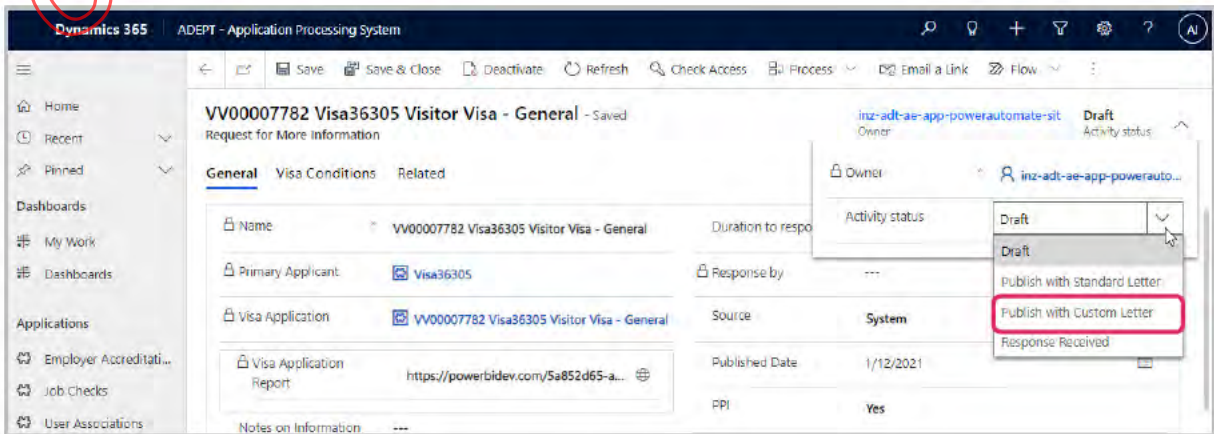 Dynamics 365 ADEPT - Application Processing System ? AI
Save Save & Close Deactivate Refresh Check Access Process Email a Link Flow
Home
Recent
Pinned
Dashboards
My Work
Dashboards
Applications
Employer Accreditati...
Job Checks
User Associations
VV00007782 Visa36305 Visitor Visa - General - Saved
Request for More Information
inz-adt-ae-app-powerautomate-sit
Owner
Draft
Activity status
General Visa Conditions Related
Name VV00007782 Visa36305 Visitor Visa - General
Primary Applicant Visa36305
Visa Application VV00007782 Visa36305 Visitor Visa - General
Visa Application Report https://powerbidev.com/5a852d65-a...
Notes on Information ---
Duration to respo
Response by ---
Source System
Published Date 1/12/2021
PPI Yes
Owner inz-adt-ae-app-powerauto...
Activity status Draft
Draft
Publish with Standard Letter
Publish with Custom Letter
Response Received